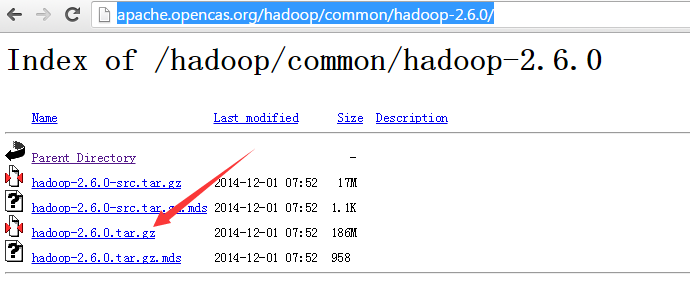 apache.opencas.org/hadoop/common/hadoop-2.6.0/
Index of /hadoop/common/hadoop-2.6.0
Name Last modified Size Description
Parent Directory -
hadoop-2.6.0-src.tar.gz 2014-12-01 07:52 17M
hadoop-2.6.0-src.tar.gz.mds 2014-12-01 07:52 1.1K
hadoop-2.6.0.tar.gz 2014-12-01 07:52 186M
hadoop-2.6.0.tar.gz.mds 2014-12-01 07:52 958